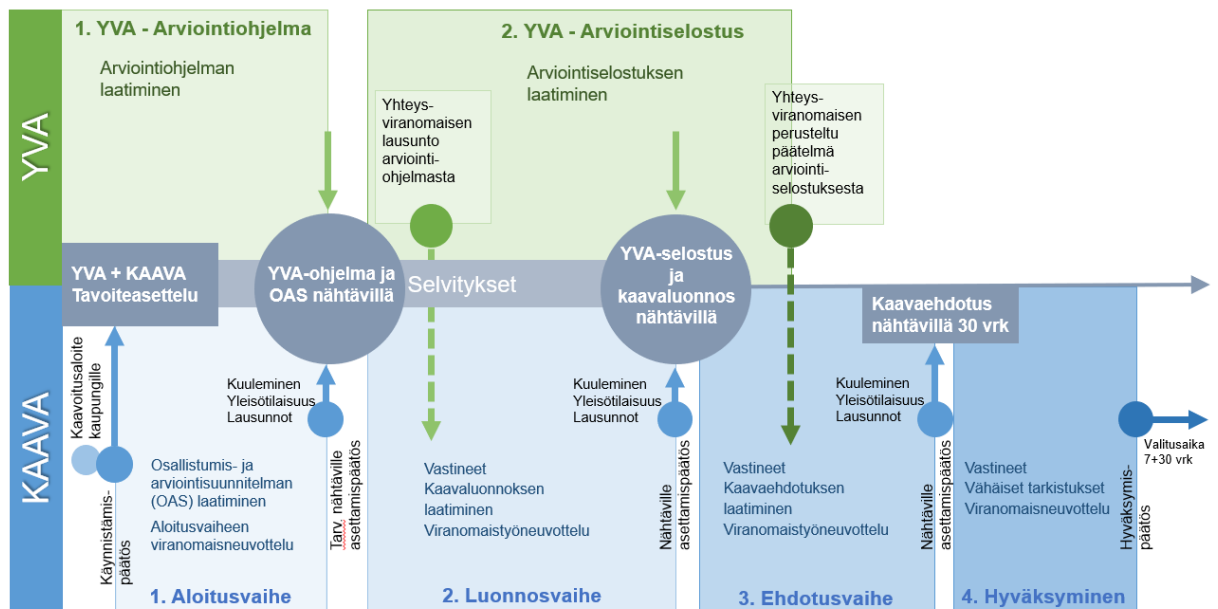 YVA
1. YVA - Arviointiohjelma
Arviointiohjelman
laatiminen
Yhteys-
viranomaisen
lausunto
arviointi-
ohjelmasta
2. YVA - Arviointiselostus
Arviointiselostuksen
laatiminen
Yhteys-
viranomaisen
perusteltu
päätelmä
arviointi-
selostuksesta
YVA + KAAVA
Tavoiteasettelu
YVA-ohjelma ja
OAS nähtävillä
Selvitykset
YVA-selostus
ja
kaavaluonnos
nähtävillä
Kaavaehdotus
nähtävillä 30 vrk
KAAVA
Kaavoitusaloite
kaupungille
Käynnistämis-
päätös
Osallistumis- ja
arviointisuunnitelman
(OAS) laatiminen
Aloitusvaiheen
viranomaisneuvottelu
1. Aloitusvaihe
Kuuleminen
Yleisötilaisuus
Lausunnot
Tarv. nähtäville
asettamispäätös
Vastineet
Kaavaluonnoksen
laatiminen
Viranomaistyöneuvottelu
2. Luonnosvaihe
Kuuleminen
Yleisötilaisuus
Lausunnot
Nähtäville
asettamispäätös
Vastineet
Kaavaehdotuksen
laatiminen
Viranomaistyöneuvottelu
3. Ehdotusvaihe
Kuuleminen
Yleisötilaisuus
Lausunnot
Nähtäville
asettamispäätös
Vastineet
Vähäiset tarkistukset
Viranomaisneuvottelu
4. Hyväksyminen
Hyväksymis-
päätös
Valitusaika
7+30 vrk